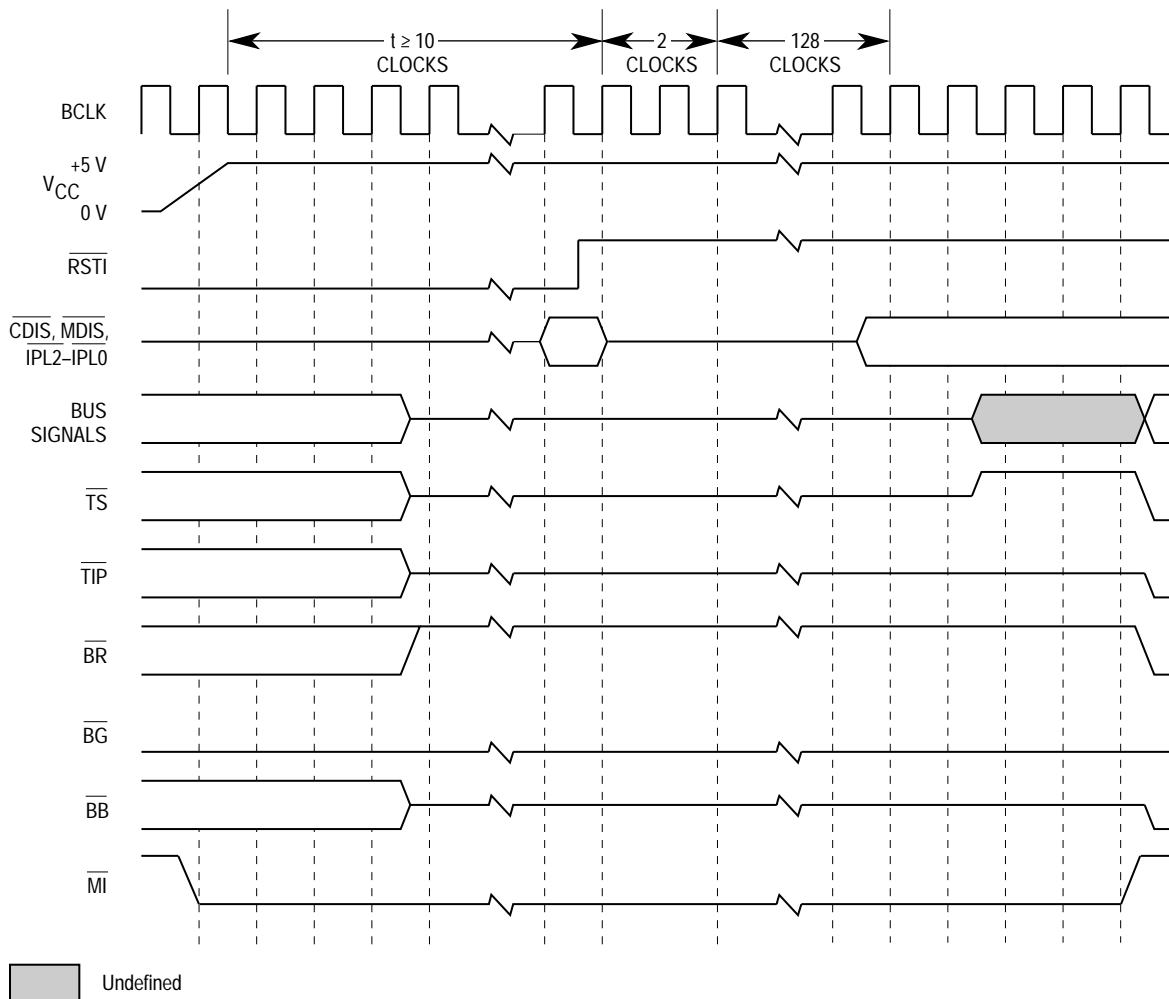 t ≥ 10
CLOCKS
2
CLOCKS
128
CLOCKS
BCLK
+5 V
VCC
0 V
RSTI
CDIS, MDIS,
IPL2–IPL0
BUS
SIGNALS
TS
TIP
BR
BG
BB
MI
Undefined